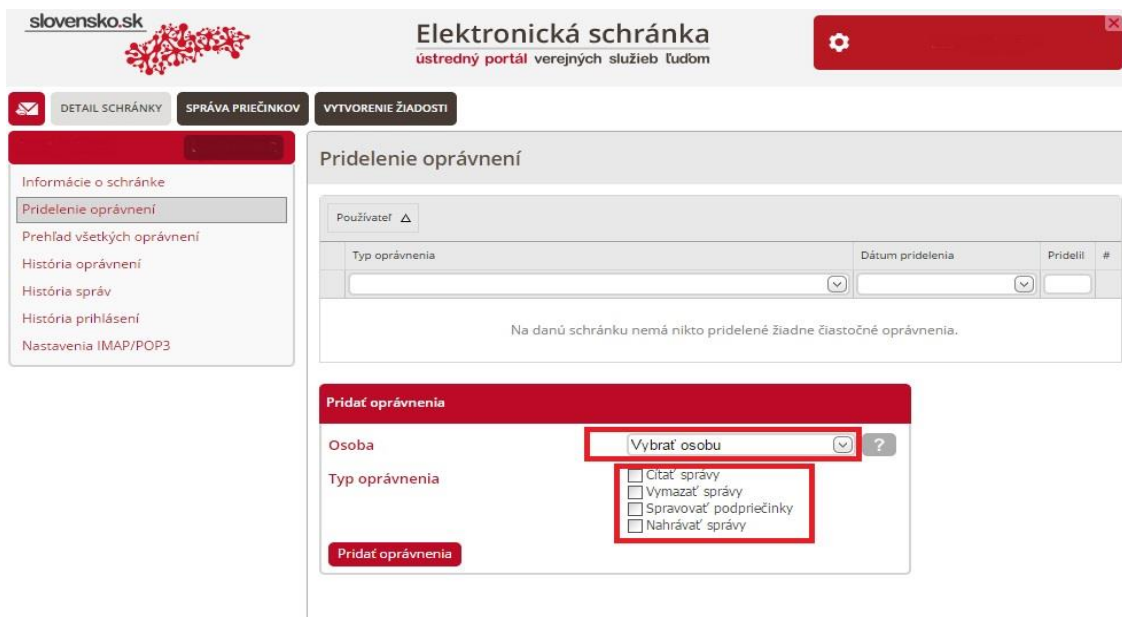 slovensko.sk
Elektronická schránka
ústredný portál verejných služieb ľuďom
DETAIL SCHRÁNKY
SPRÁVA PRIEČINKOV
VYTVORENIE ŽIADOSTI
Informácie o schránke
Pridelenie oprávnení
Prehľad všetkých oprávnení
História oprávnení
História správ
História prihlásení
Nastavenia IMAP/POP3
Pridelenie oprávnení
Používateľ
Typ oprávnenia
Dátum pridelenia
Pridelil
#
Na danú schránku nemá nikto pridelené žiadne čiastočné oprávnenia.
Pridať oprávnenia
Osoba
Vybrať osobu
?
Typ oprávnenia
Čítať správy
Vymazať správy
Spravovať podpriečinky
Nahrávať správy
Pridať oprávnenia